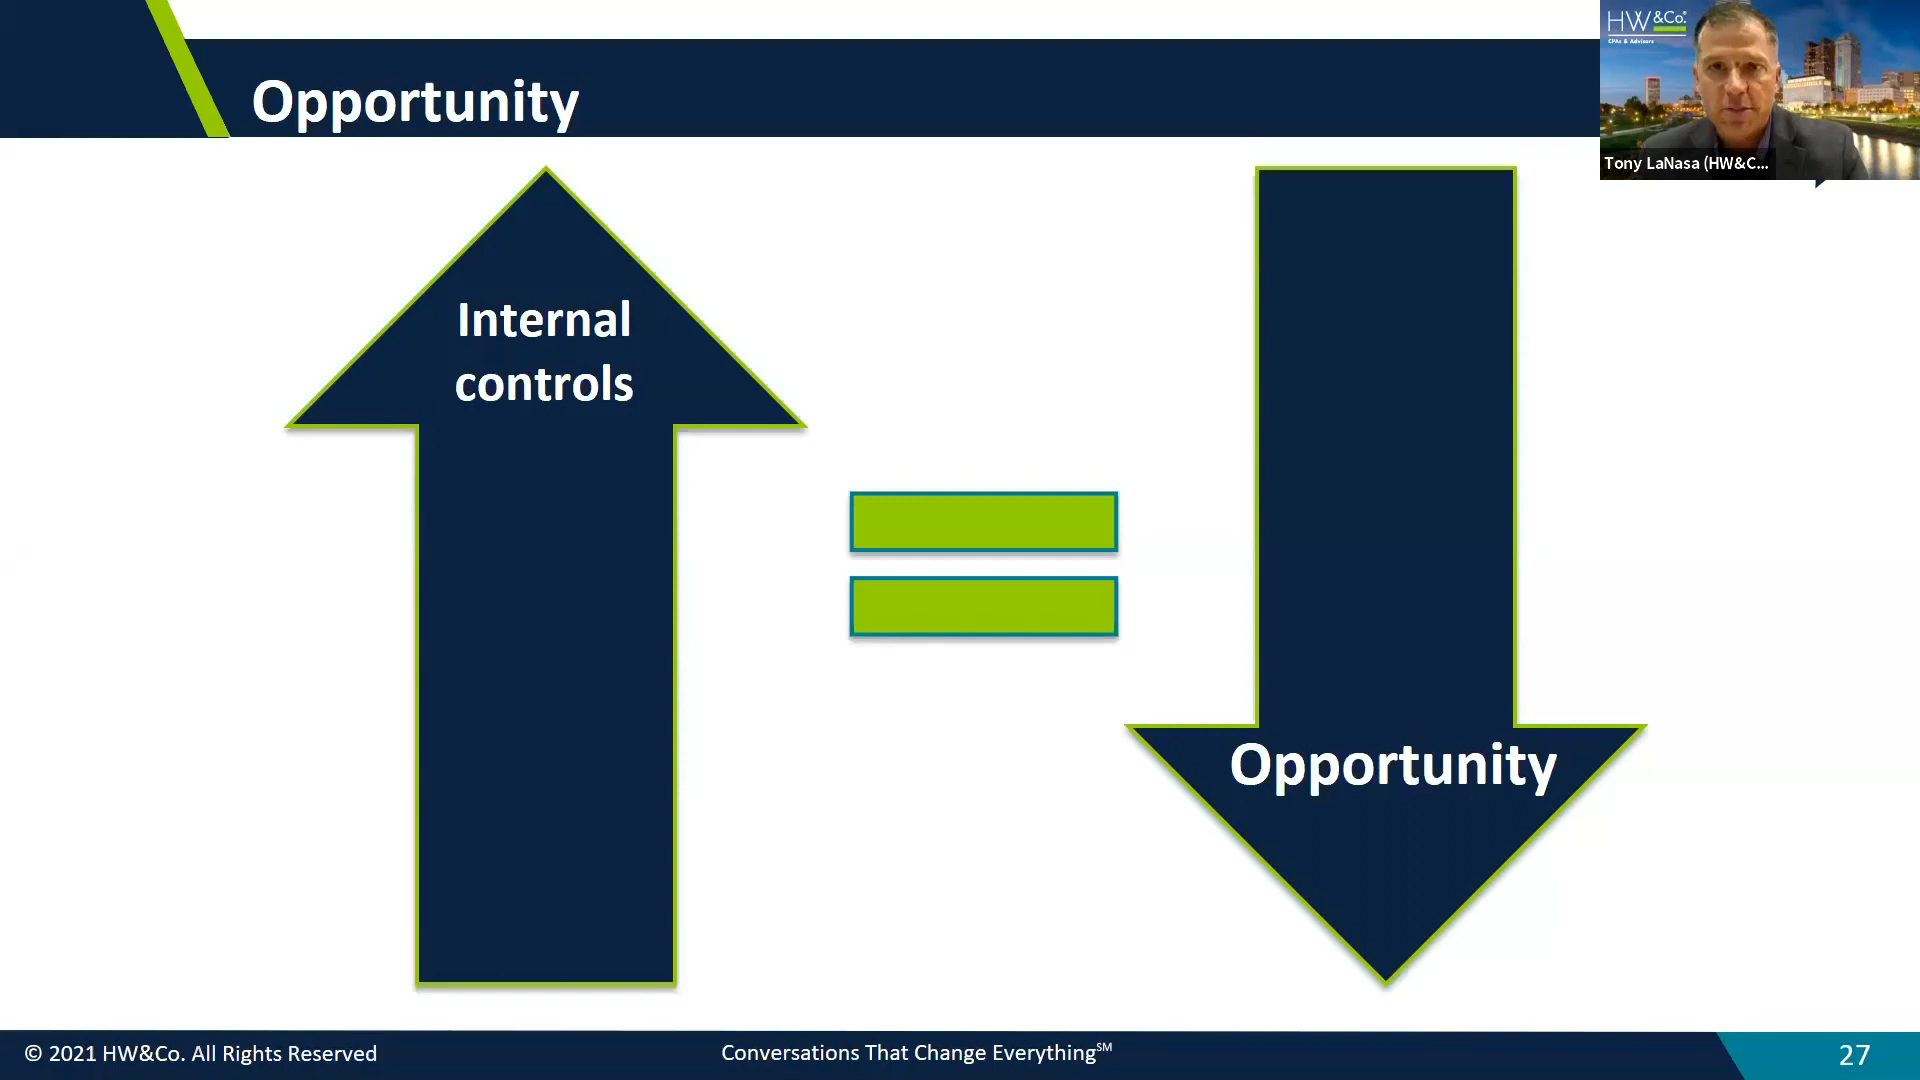 Opportunity
HW&Co.
CPAs & Advisors
Tony LaNasa (HW&C...
Internal
controls
Opportunity
© 2021 HW&Co. All Rights Reserved
Conversations That Change Everything℠
27